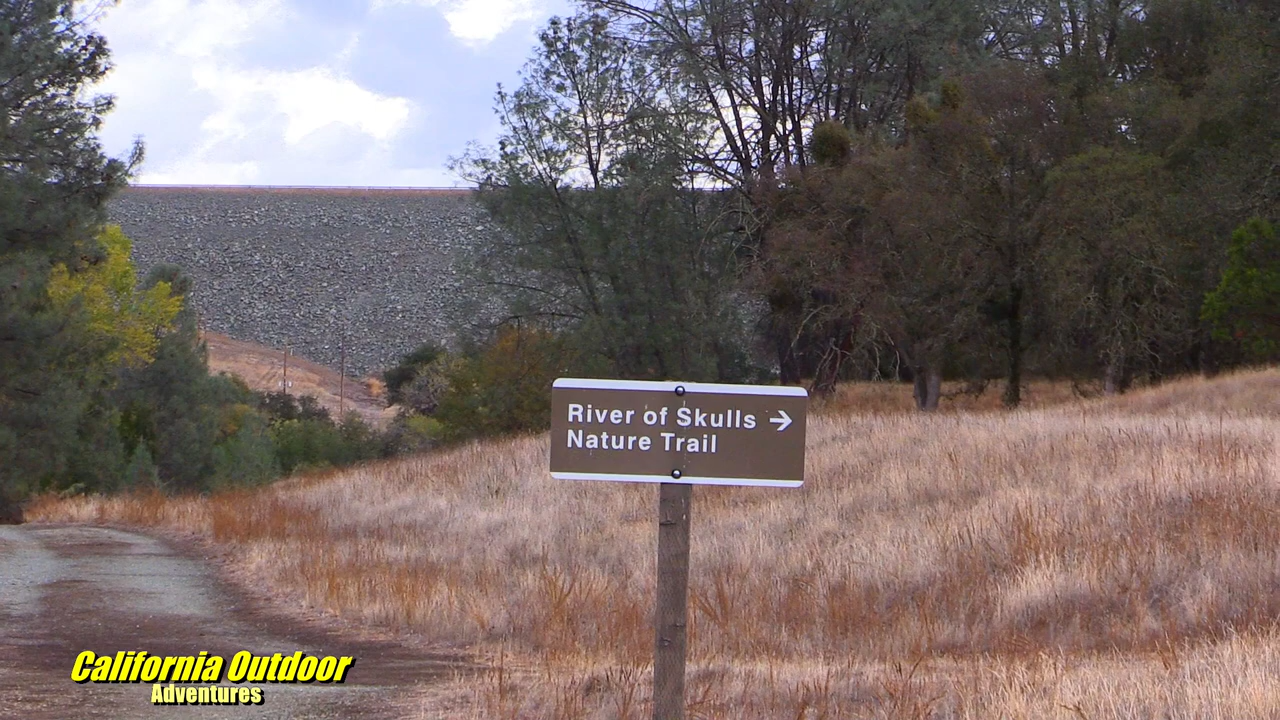 River of Skulls →
Nature Trail
California Outdoor
Adventures